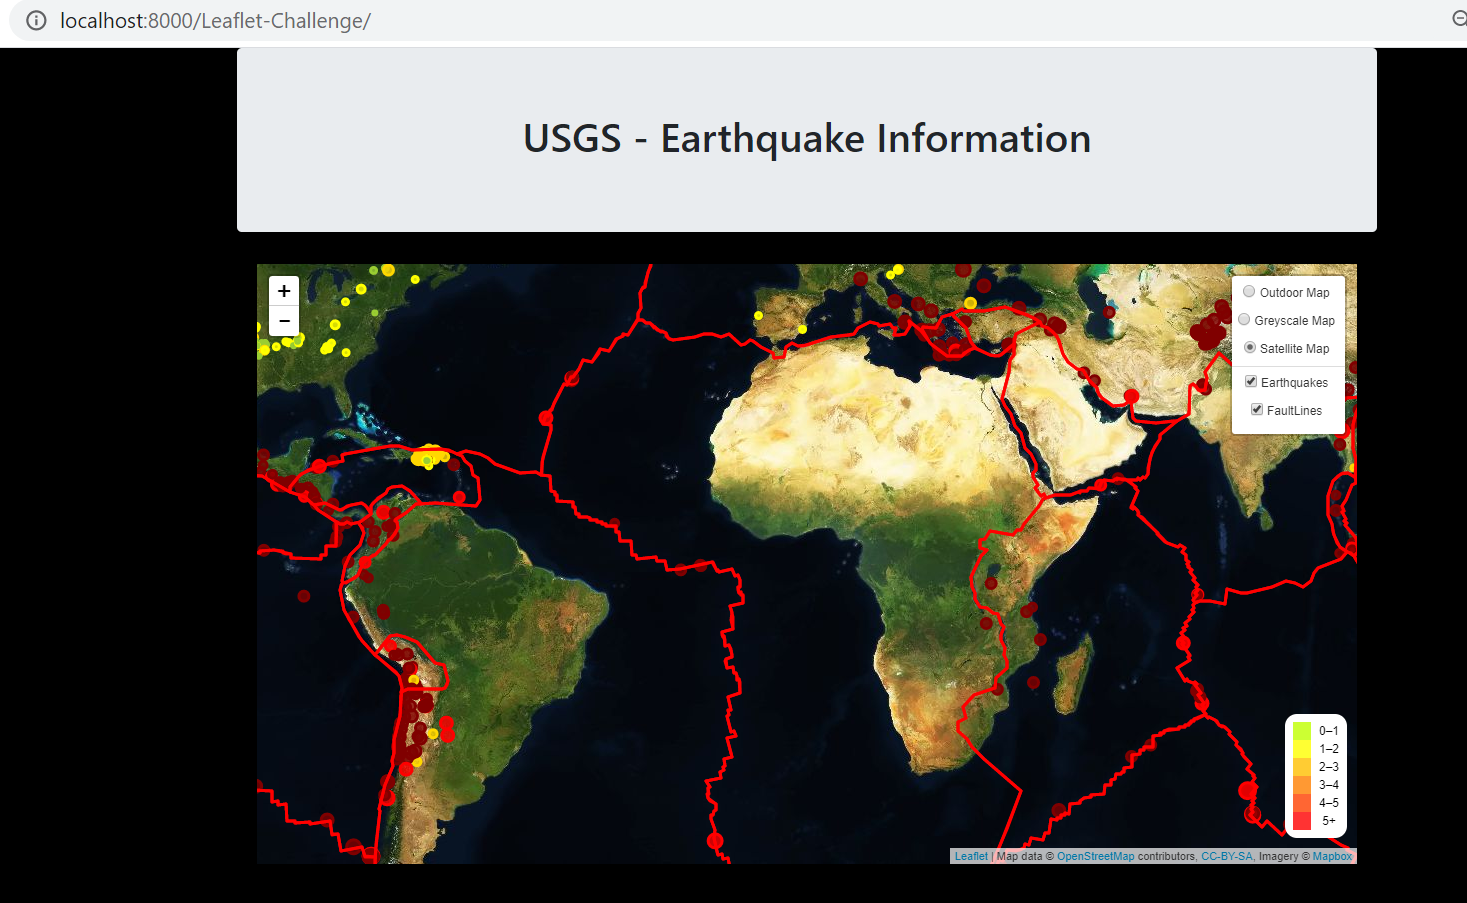 localhost:8000/Leaflet-Challenge/
USGS - Earthquake Information
+
−
Outdoor Map
Greyscale Map
Satellite Map
Earthquakes
FaultLines
0–1
1–2
2–3
3–4
4–5
5+
Leaflet | Map data © OpenStreetMap contributors, CC-BY-SA, Imagery © Mapbox